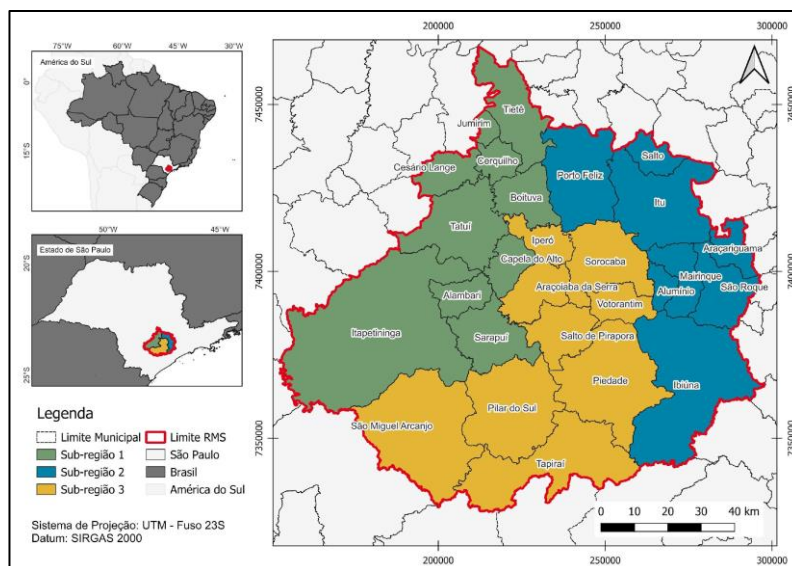 75°W 60°W 45°W 30°W
América do Sul
0°
15°S
50°W 45°W
Estado de São Paulo
20°S
25°S
Legenda
Limite Municipal
Limite RMS
Sub-região 1
São Paulo
Sub-região 2
Brasil
Sub-região 3
América do Sul
Sistema de Projeção: UTM - Fuso 23S
Datum: SIRGAS 2000
200000 250000 300000
7450000
7400000
7350000
Tietê
Jumirim
Cesário Lange
Cerquilho
Porto Feliz
Salto
Boituva
Itu
Tatuí
Iperó
Araçariguama
Capela do Alto
Sorocaba
Mairinque
São Roque
Alambari
Araçoiaba da Serra
Alumínio
Votorantim
Itapetininga
Sarapuí
Salto de Pirapora
Piedade
Ibiúna
São Miguel Arcanjo
Pilar do Sul
Tapiraí
0 10 20 30 40 km
7450000
7400000
7350000
200000 250000 300000